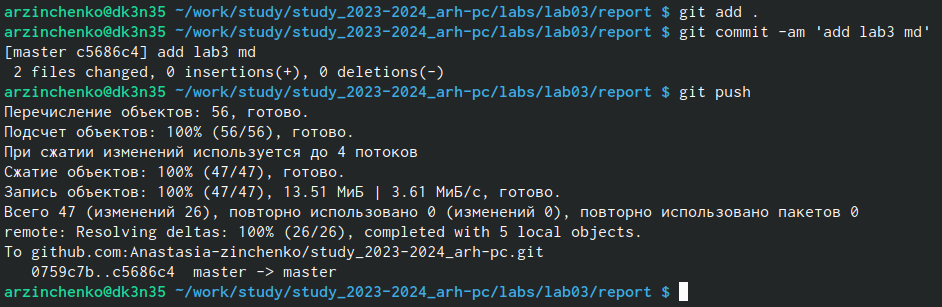 arzinchenko@dk3n35 ~/work/study/study_2023-2024_arh-pc/labs/lab03/report $ git add .
arzinchenko@dk3n35 ~/work/study/study_2023-2024_arh-pc/labs/lab03/report $ git commit -am 'add lab3 md'
[master c5686c4] add lab3 md
 2 files changed, 0 insertions(+), 0 deletions(-)
arzinchenko@dk3n35 ~/work/study/study_2023-2024_arh-pc/labs/lab03/report $ git push
Перечисление объектов: 56, готово.
Подсчет объектов: 100% (56/56), готово.
При сжатии изменений используется до 4 потоков
Сжатие объектов: 100% (47/47), готово.
Запись объектов: 100% (47/47), 13.51 МиБ | 3.61 МиБ/с, готово.
Всего 47 (изменений 26), повторно использовано 0 (изменений 0), повторно использовано пакетов 0
remote: Resolving deltas: 100% (26/26), completed with 5 local objects.
To github.com:Anastasia-zinchenko/study_2023-2024_arh-pc.git
   0759c7b..c5686c4  master -> master
arzinchenko@dk3n35 ~/work/study/study_2023-2024_arh-pc/labs/lab03/report $